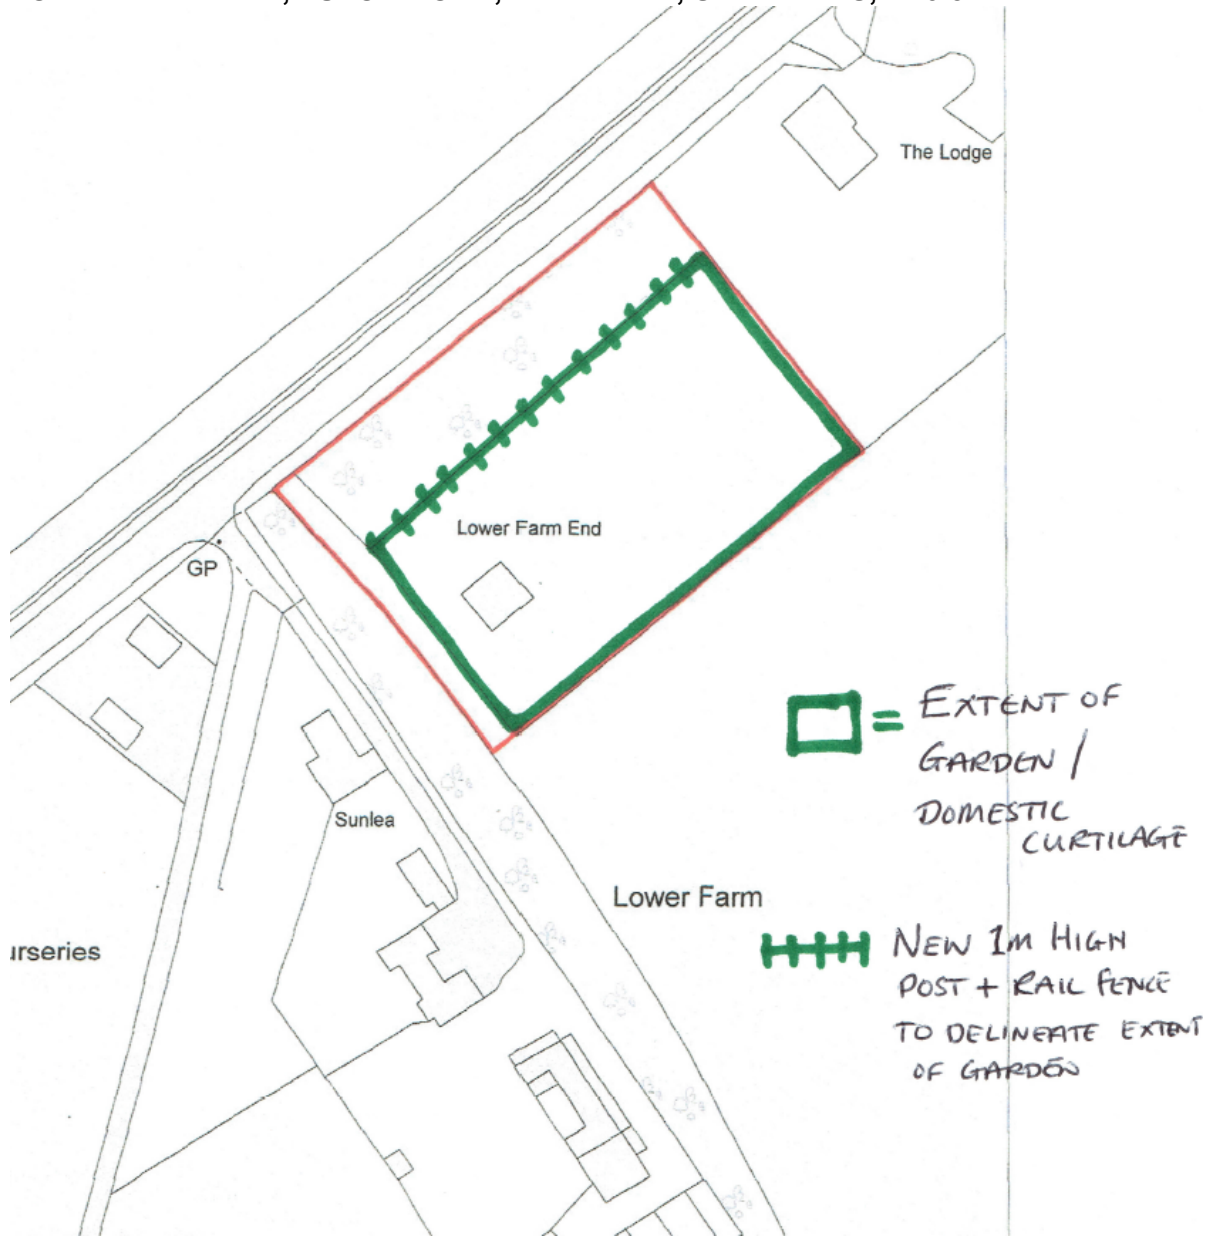 The Lodge
Lower Farm End
GP
EXTENT OF
GARDEN /
DOMESTIC
CURTILAGE
Sunlea
Lower Farm
urseries
NEW 1M HIGH
POST + RAIL FENCE
TO DELINEATE EXTENT
OF GARDEN